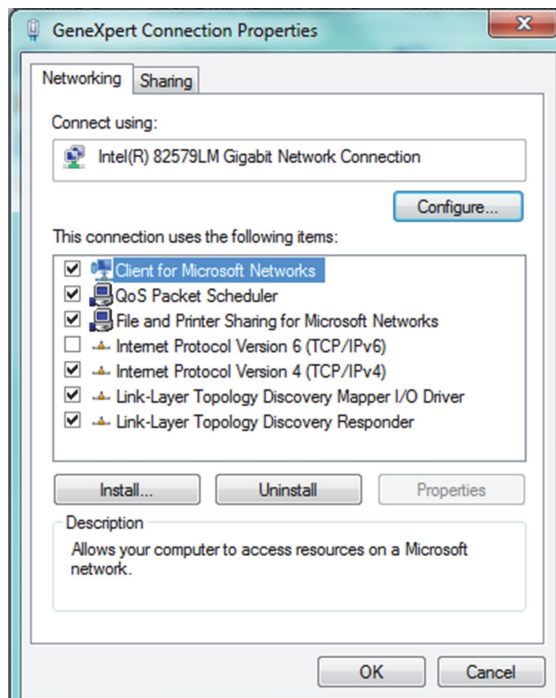 GeneXpert Connection Properties
Networking Sharing
Connect using:
Intel(R) 82579LM Gigabit Network Connection
Configure...
This connection uses the following items:
Client for Microsoft Networks
QoS Packet Scheduler
File and Printer Sharing for Microsoft Networks
Internet Protocol Version 6 (TCP/IPv6)
Internet Protocol Version 4 (TCP/IPv4)
Link-Layer Topology Discovery Mapper I/O Driver
Link-Layer Topology Discovery Responder
Install... Uninstall Properties
Description
Allows your computer to access resources on a Microsoft
network.
OK Cancel